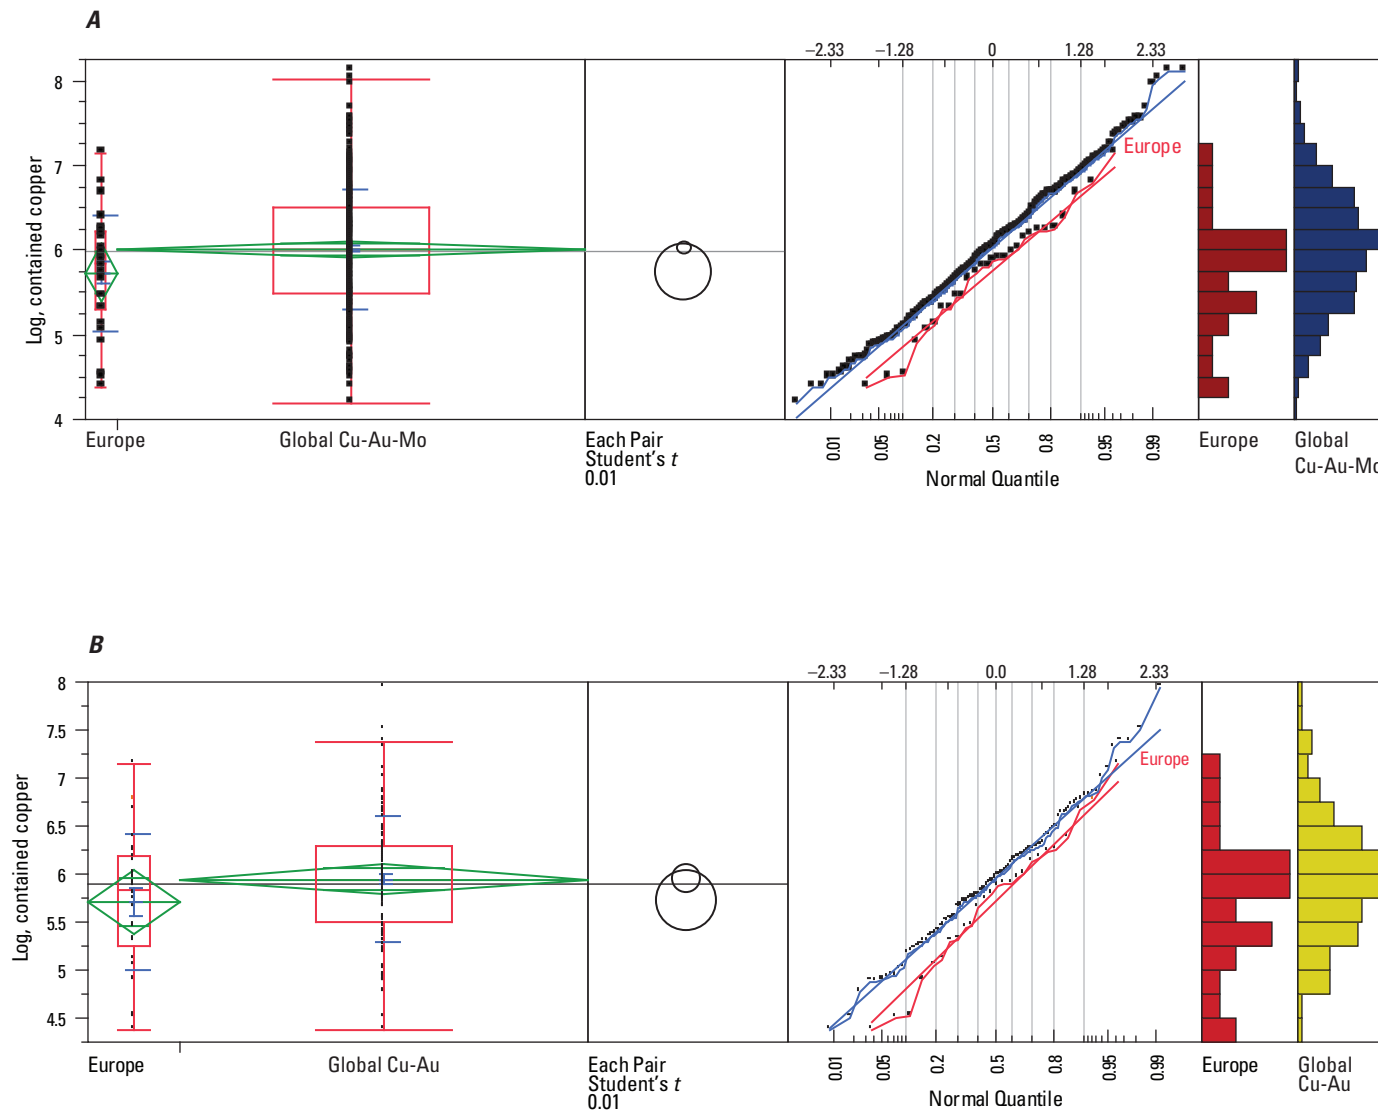 A
−2.33 −1.28 0 1.28 2.33
8
7
6
5
4
Log, contained copper
Europe
Europe
Global Cu-Au-Mo
Each Pair
Student's t
0.01
0.01
0.05
0.2
0.5
0.8
0.95
0.99
Normal Quantile
Europe
Global
Cu-Au-Mo
B
−2.33 −1.28 0.0 1.28 2.33
8
7.5
7
6.5
6
5.5
5
4.5
Log, contained copper
Europe
Europe
Global Cu-Au
Each Pair
Student's t
0.01
0.01
0.05
0.2
0.5
0.8
0.95
0.99
Normal Quantile
Europe
Global
Cu-Au